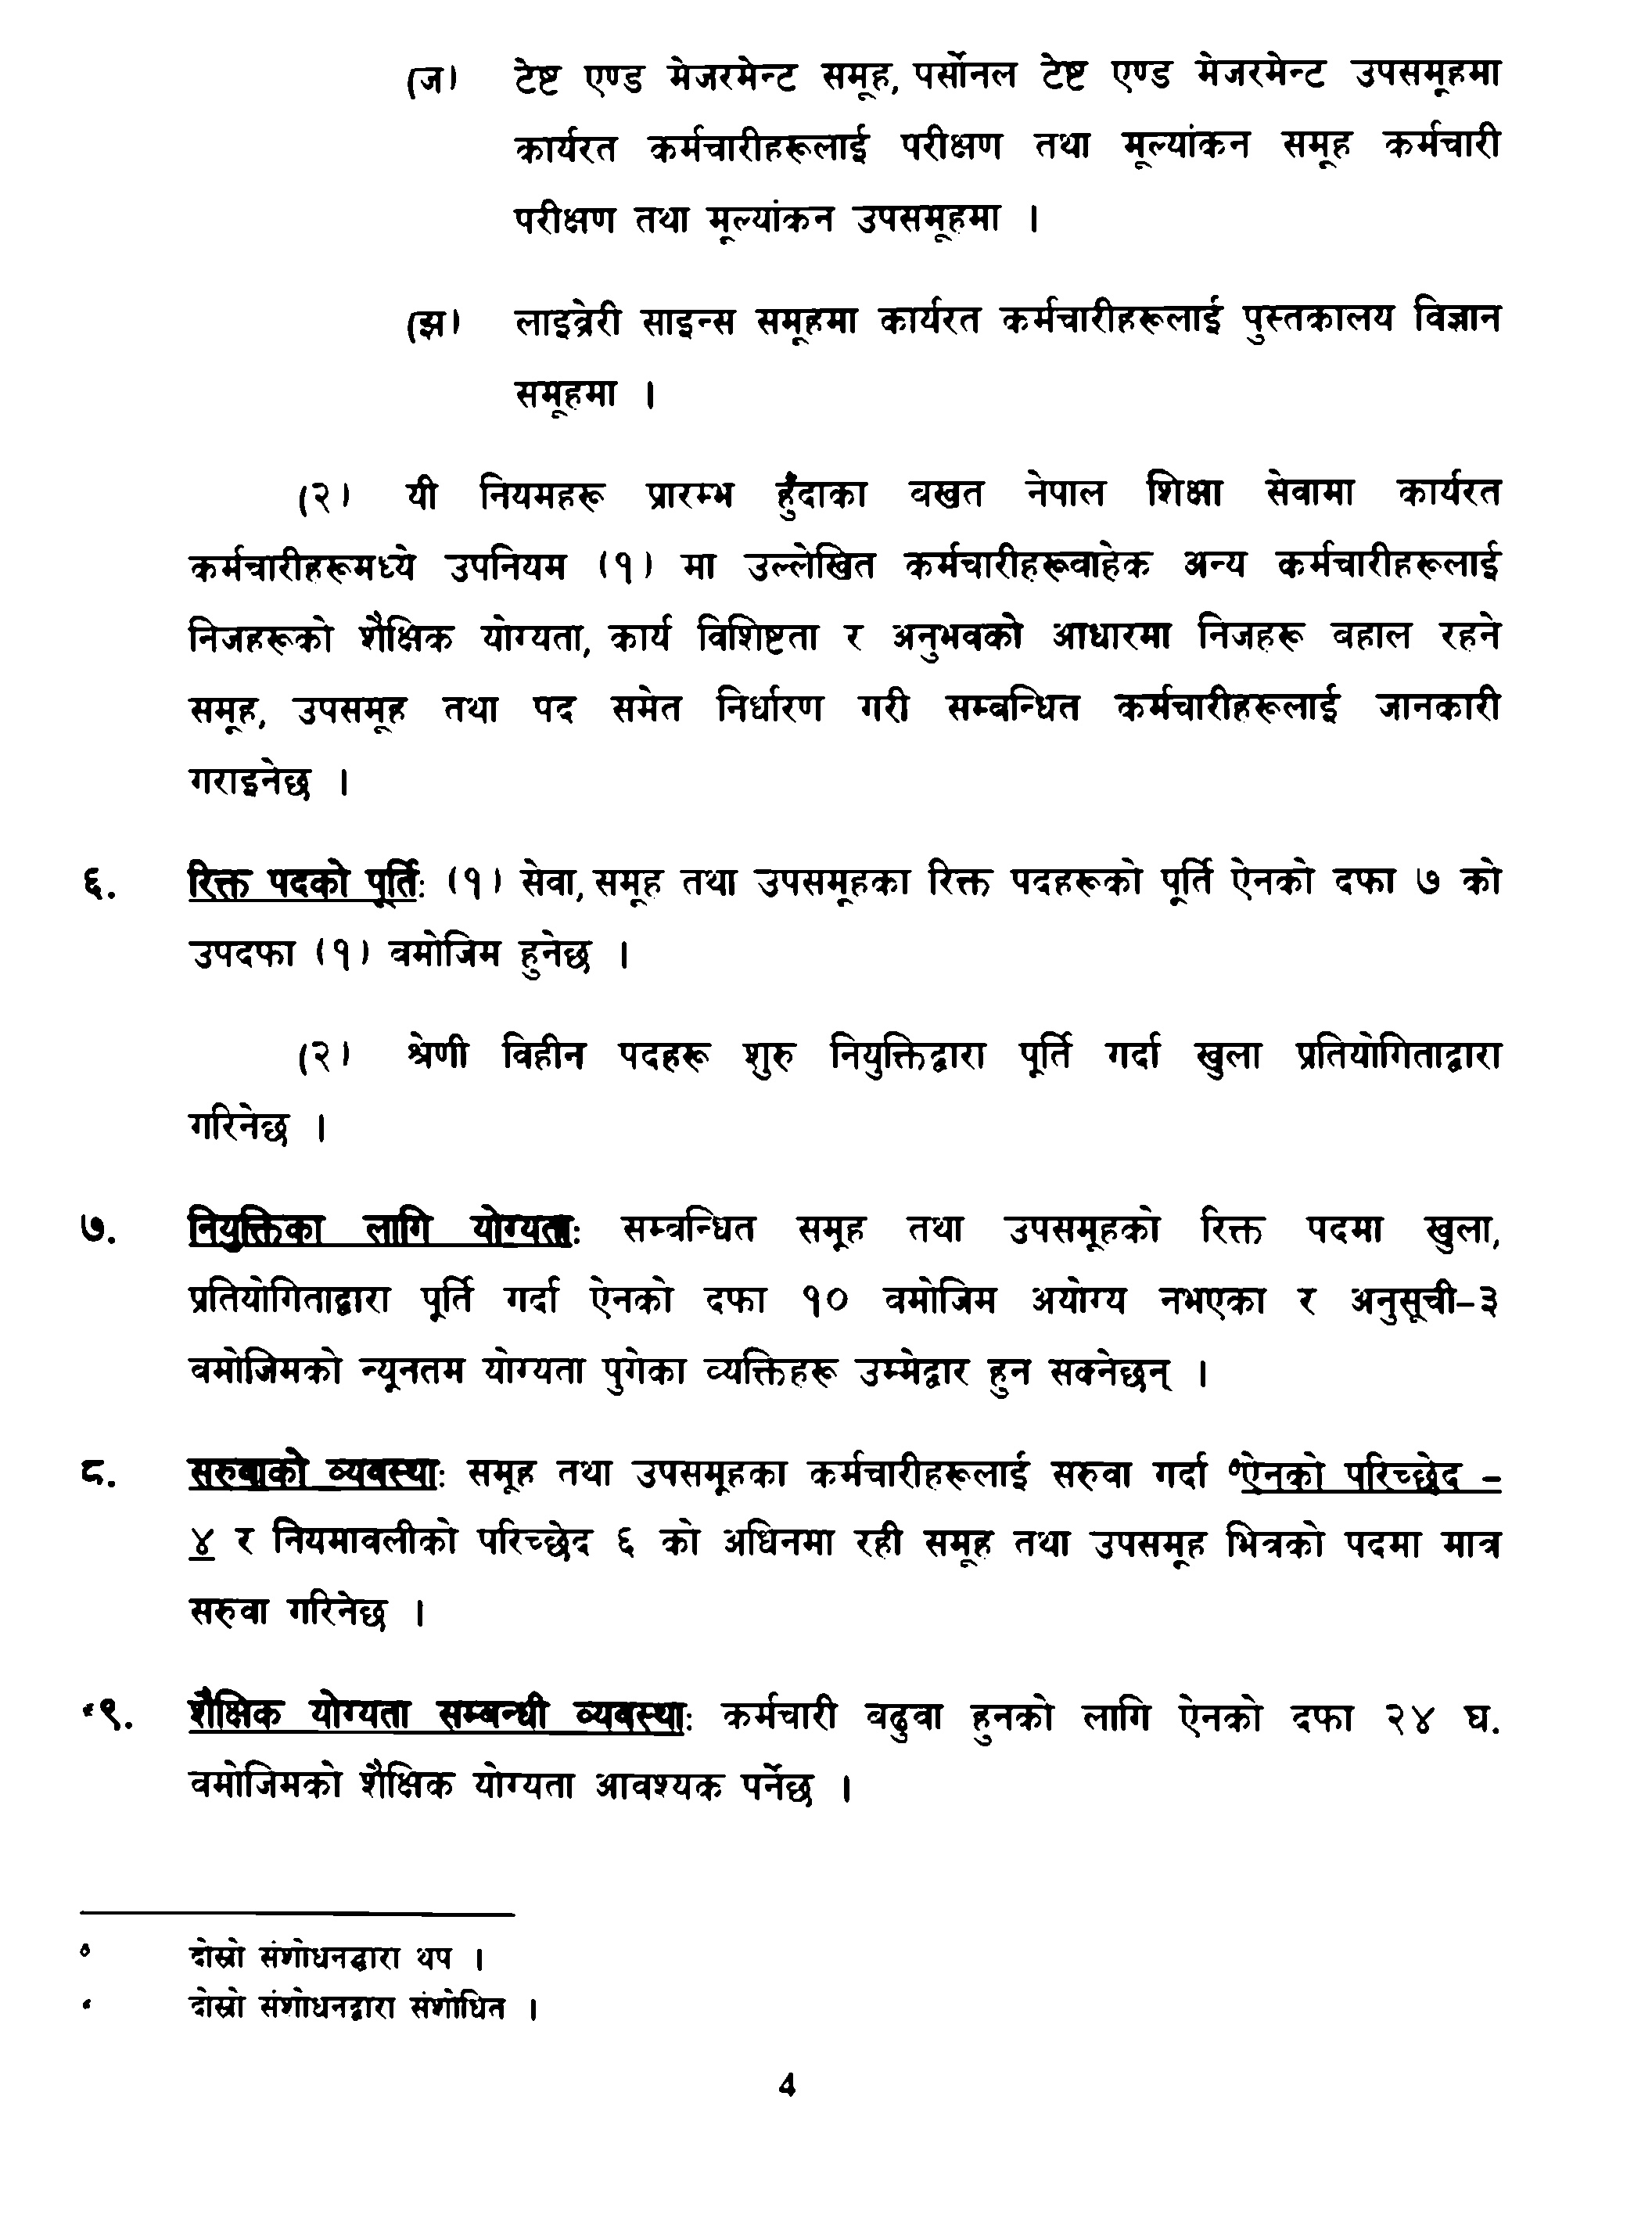 (ज) टेष्ट एण्ड मेजरमेन्ट समूह, पर्सोनल टेष्ट एण्ड मेजरमेन्ट उपसमूहमा
कार्यरत कर्मचारीहरूलाई परीक्षण तथा मूल्यांकन समूह कर्मचारी
परीक्षण तथा मूल्यांकन उपसमूहमा ।
(झ) लाइव्रेरी साइन्स समूहमा कार्यरत कर्मचारीहरूलाई पुस्तकालय विज्ञान
समूहमा ।
(२) यी नियमहरू प्रारम्भ हुँदाका वखत नेपाल शिक्षा सेवामा कार्यरत
कर्मचारीहरूमध्ये उपनियम (१) मा उल्लेखित कर्मचारीहरूवाहेक अन्य कर्मचारीहरूलाई
निजहरूको शैक्षिक योग्यता, कार्य विशिष्टता र अनुभवको आधारमा निजहरू बहाल रहने
समूह, उपसमूह तथा पद समेत निर्धारण गरी सम्बन्धित कर्मचारीहरूलाई जानकारी
गराइनेछ ।
६. रिक्त पदको पूर्ति: (१) सेवा, समूह तथा उपसमूहका रिक्त पदहरूको पूर्ति ऐनको दफा ७ को
उपदफा (१) वमोजिम हुनेछ ।
(२) श्रेणी विहीन पदहरू शुरु नियुक्तिद्वारा पूर्ति गर्दा खुला प्रतियोगिताद्वारा
गरिनेछ ।
७. नियुक्तिका लागि योग्यता: सम्वन्धित समूह तथा उपसमूहको रिक्त पदमा खुला,
प्रतियोगिताद्वारा पूर्ति गर्दा ऐनको दफा १० वमोजिम अयोग्य नभएका र अनुसूची-३
वमोजिमको न्यूनतम योग्यता पुगेका व्यक्तिहरू उम्मेद्वार हुन सक्नेछन् ।
८. सरुवाको व्यवस्था: समूह तथा उपसमूहका कर्मचारीहरूलाई सरुवा गर्दा ऐनको परिच्छेद -
४ र नियमावलीको परिच्छेद ६ को अधिनमा रही समूह तथा उपसमूह भित्रको पदमा मात्र
सरुवा गरिनेछ ।
९. शैक्षिक योग्यता सम्बन्धी व्यवस्था: कर्मचारी बढुवा हुनको लागि ऐनको दफा २४ घ.
वमोजिमको शैक्षिक योग्यता आवश्यक पर्नेछ ।
दोस्रो संशोधनद्वारा थप ।
दोस्रो संशोधनद्वारा संशोधित ।
4